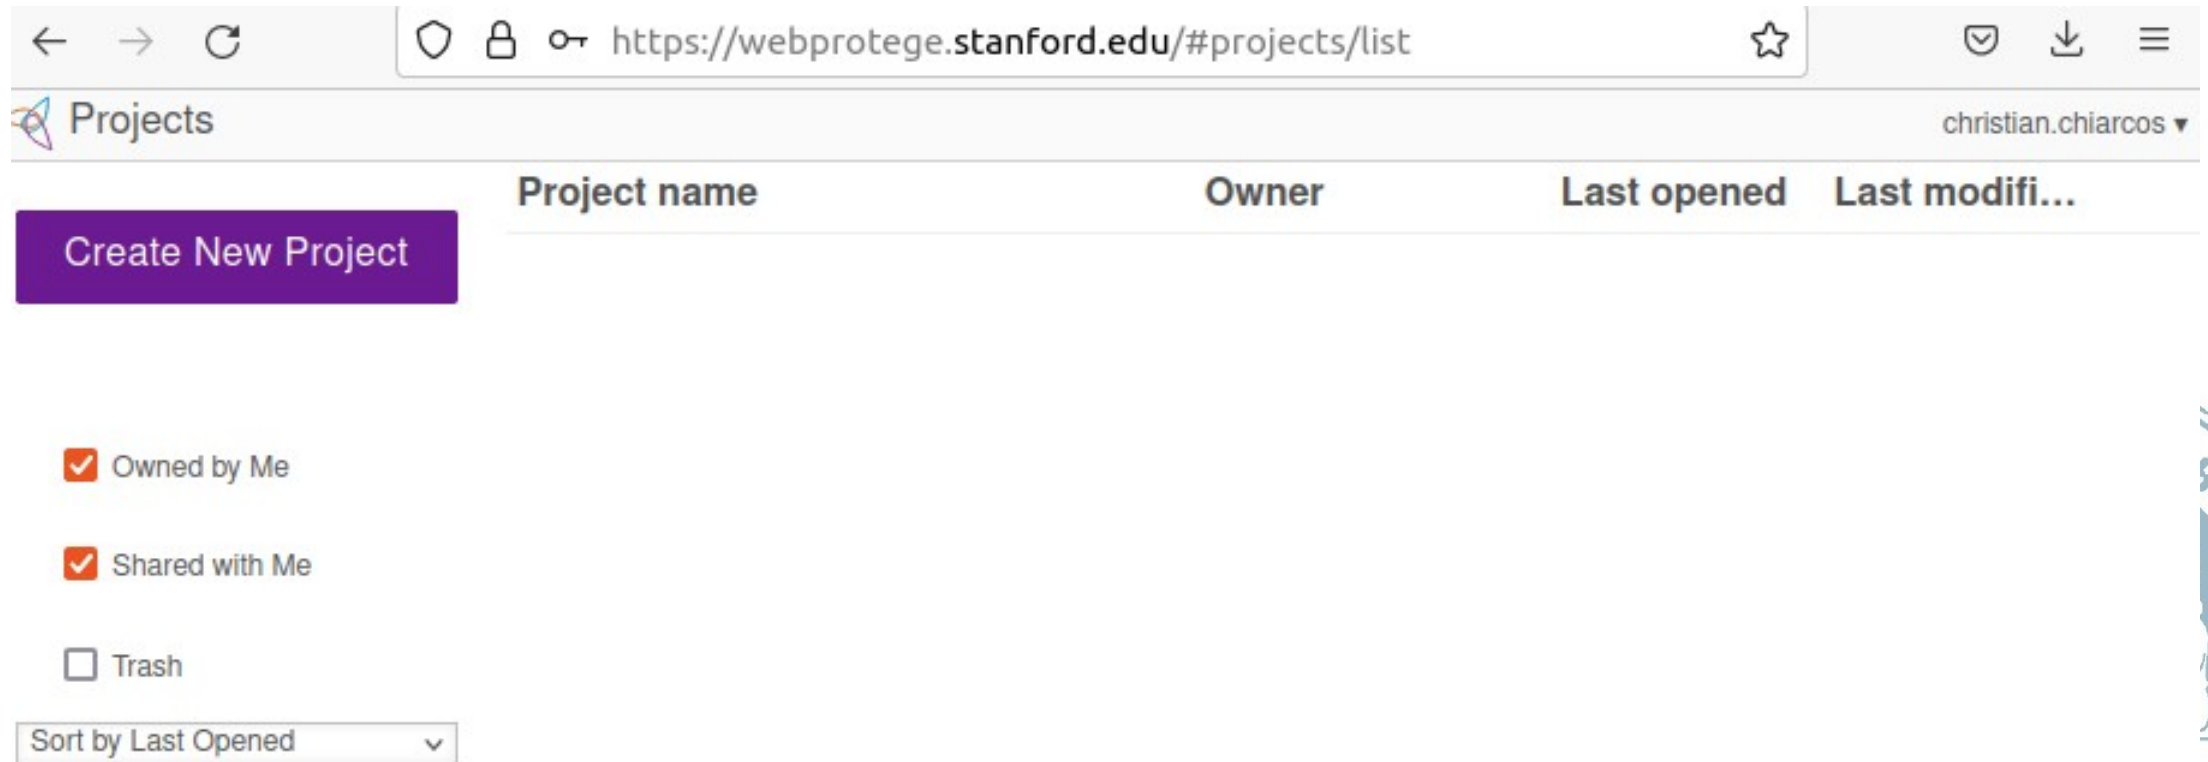 https://webprotege.stanford.edu/#projects/list
Projects christian.chiarcos ▾
Project name Owner Last opened Last modifi...
Create New Project
Owned by Me
Shared with Me
Trash
Sort by Last Opened